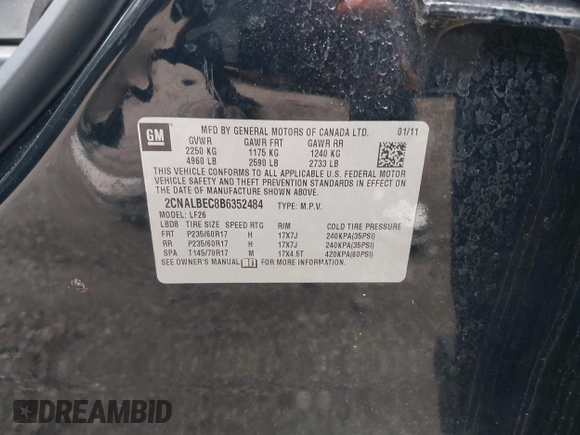 GM
MFD BY GENERAL MOTORS OF CANADA LTD. 01/11
GVWR GAWR FRT GAWR RR
2250 KG 1175 KG 1240 KG
4960 LB 2590 LB 2733 LB
THIS VEHICLE CONFORMS TO ALL APPLICABLE U.S. FEDERAL MOTOR
VEHICLE SAFETY AND THEFT PREVENTION STANDARDS IN EFFECT ON
THE DATE OF MANUFACTURE SHOWN ABOVE.
2CNALBEC8B6352484 TYPE: M.P.V.
MODEL: LF26
LBDB TIRE SIZE SPEED RTG RIM COLD TIRE PRESSURE
FRT P235/60R17 H 17X7J 240KPA(35PSI)
RR P235/60R17 H 17X7J 240KPA(35PSI)
SPA T145/70R17 M 17X4.5T 420KPA(60PSI)
SEE OWNER'S MANUAL FOR MORE INFORMATION.
DREAMBID